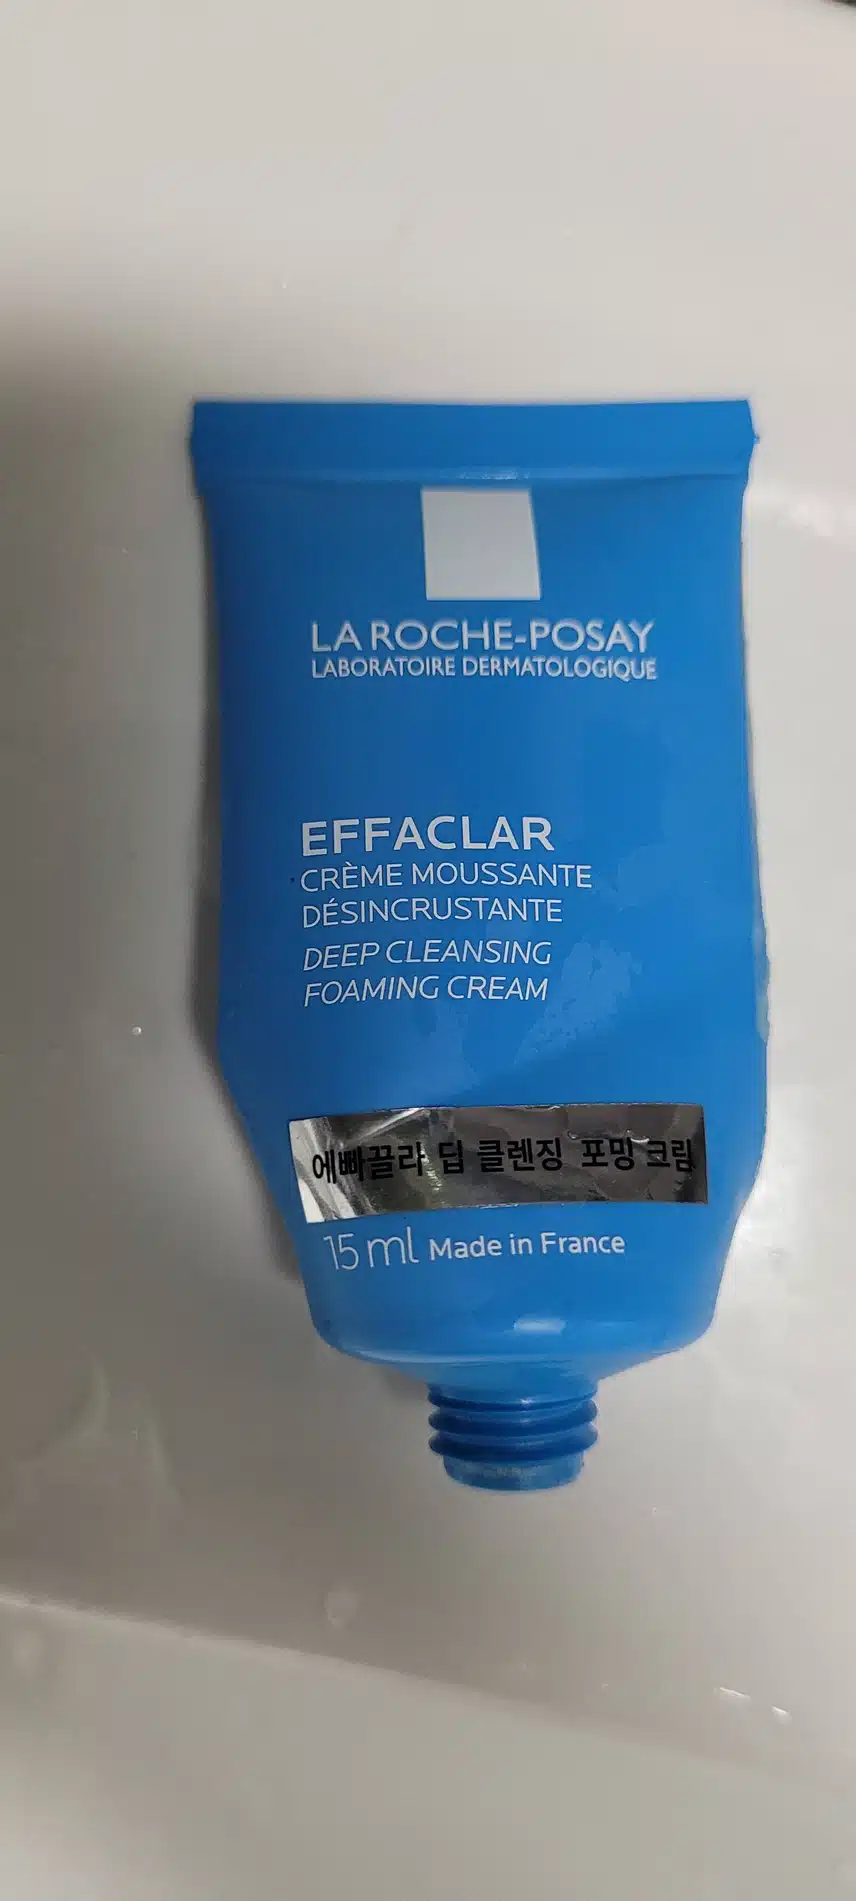 LA ROCHE-POSAY
LABORATOIRE DERMATOLOGIQUE
EFFACLAR
CRÈME MOUSSANTE
DÉSINCRUSTANTE
DEEP CLEANSING
FOAMING CREAM
에빠끌라 딥 클렌징 포밍 크림
15 ml Made in France